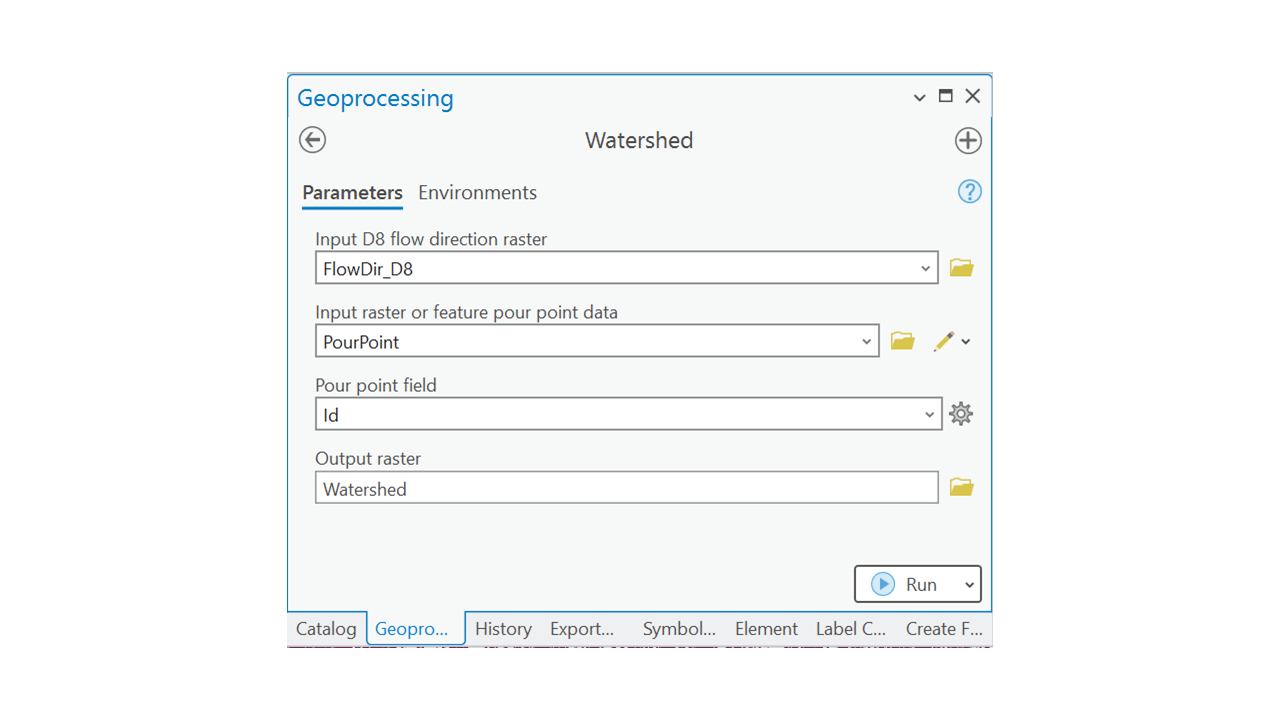 Geoprocessing
Watershed
Parameters Environments
?
Input D8 flow direction raster
FlowDir_D8
Input raster or feature pour point data
PourPoint
Pour point field
Id
Output raster
Watershed
Run
Catalog Geopro... History Export... Symbol... Element Label C... Create F...